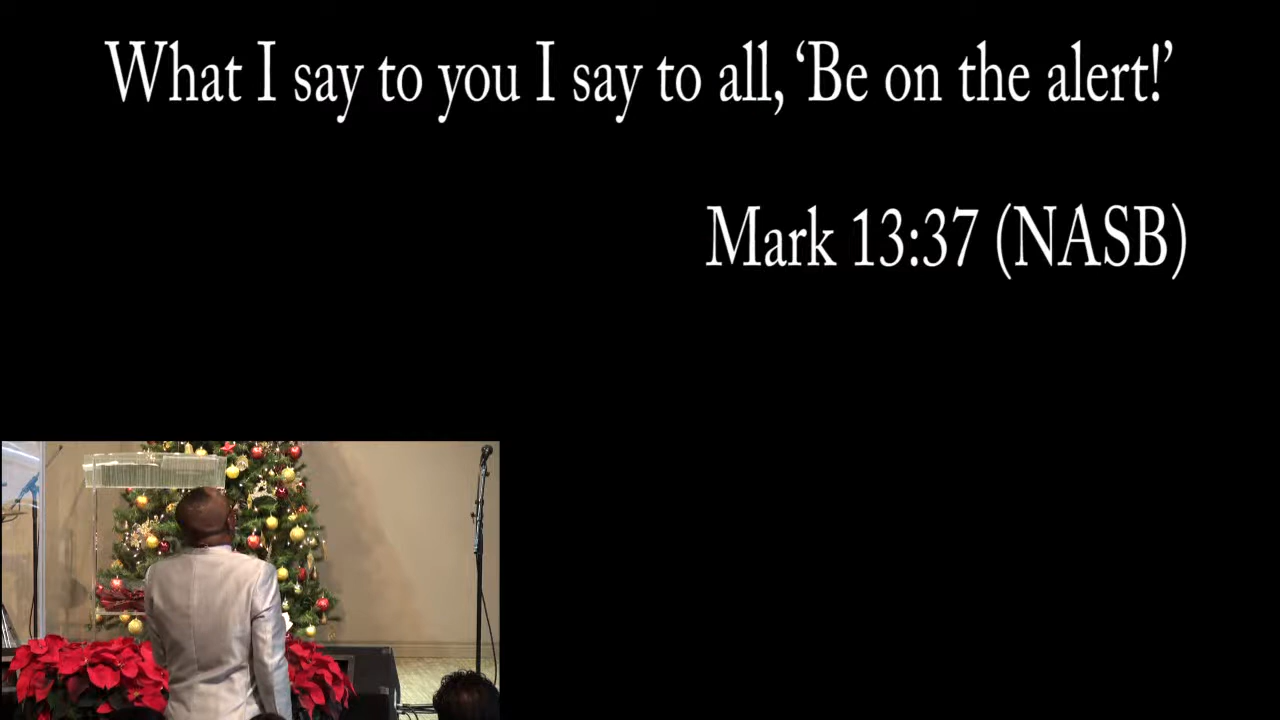 What I say to you I say to all, ‘Be on the alert!’
Mark 13:37 (NASB)